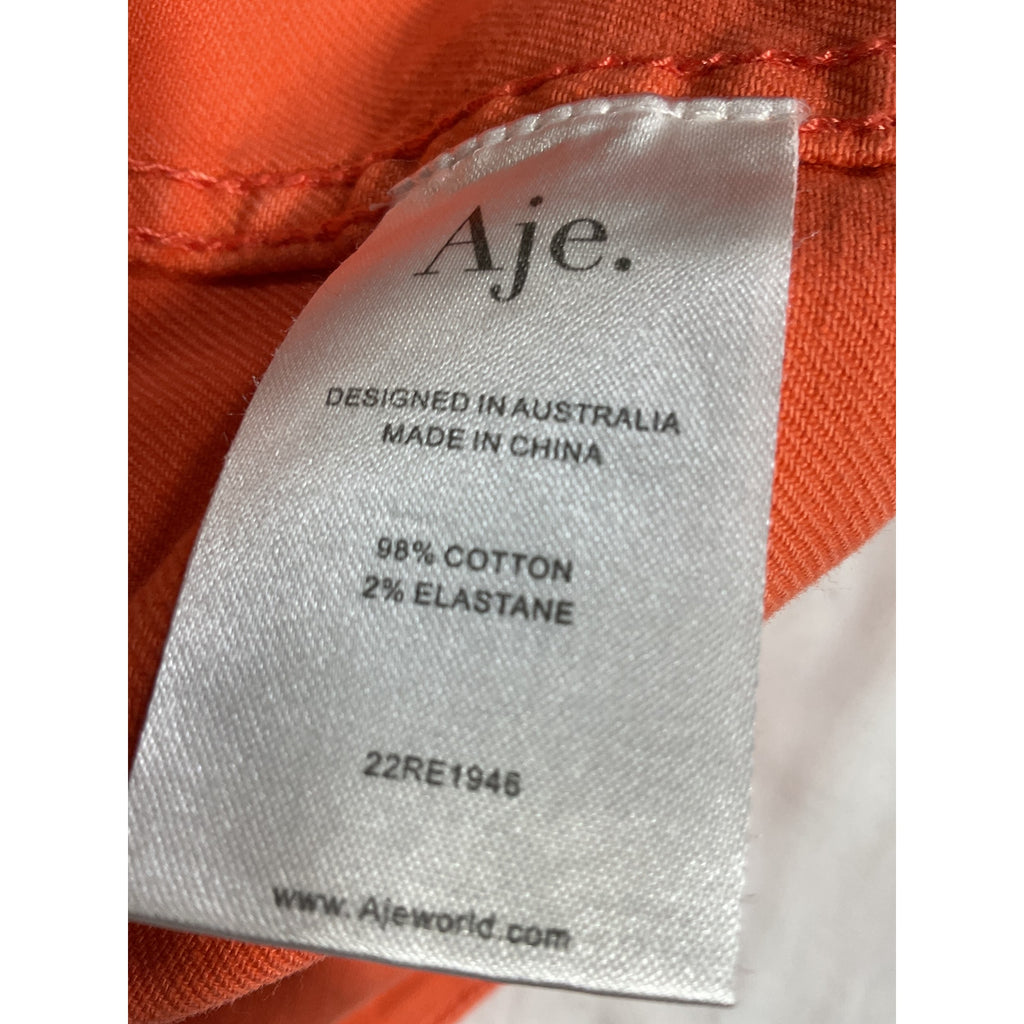 Aje.
DESIGNED IN AUSTRALIA
MADE IN CHINA
98% COTTON
2% ELASTANE
22RE1946
www. Ajeworld.com